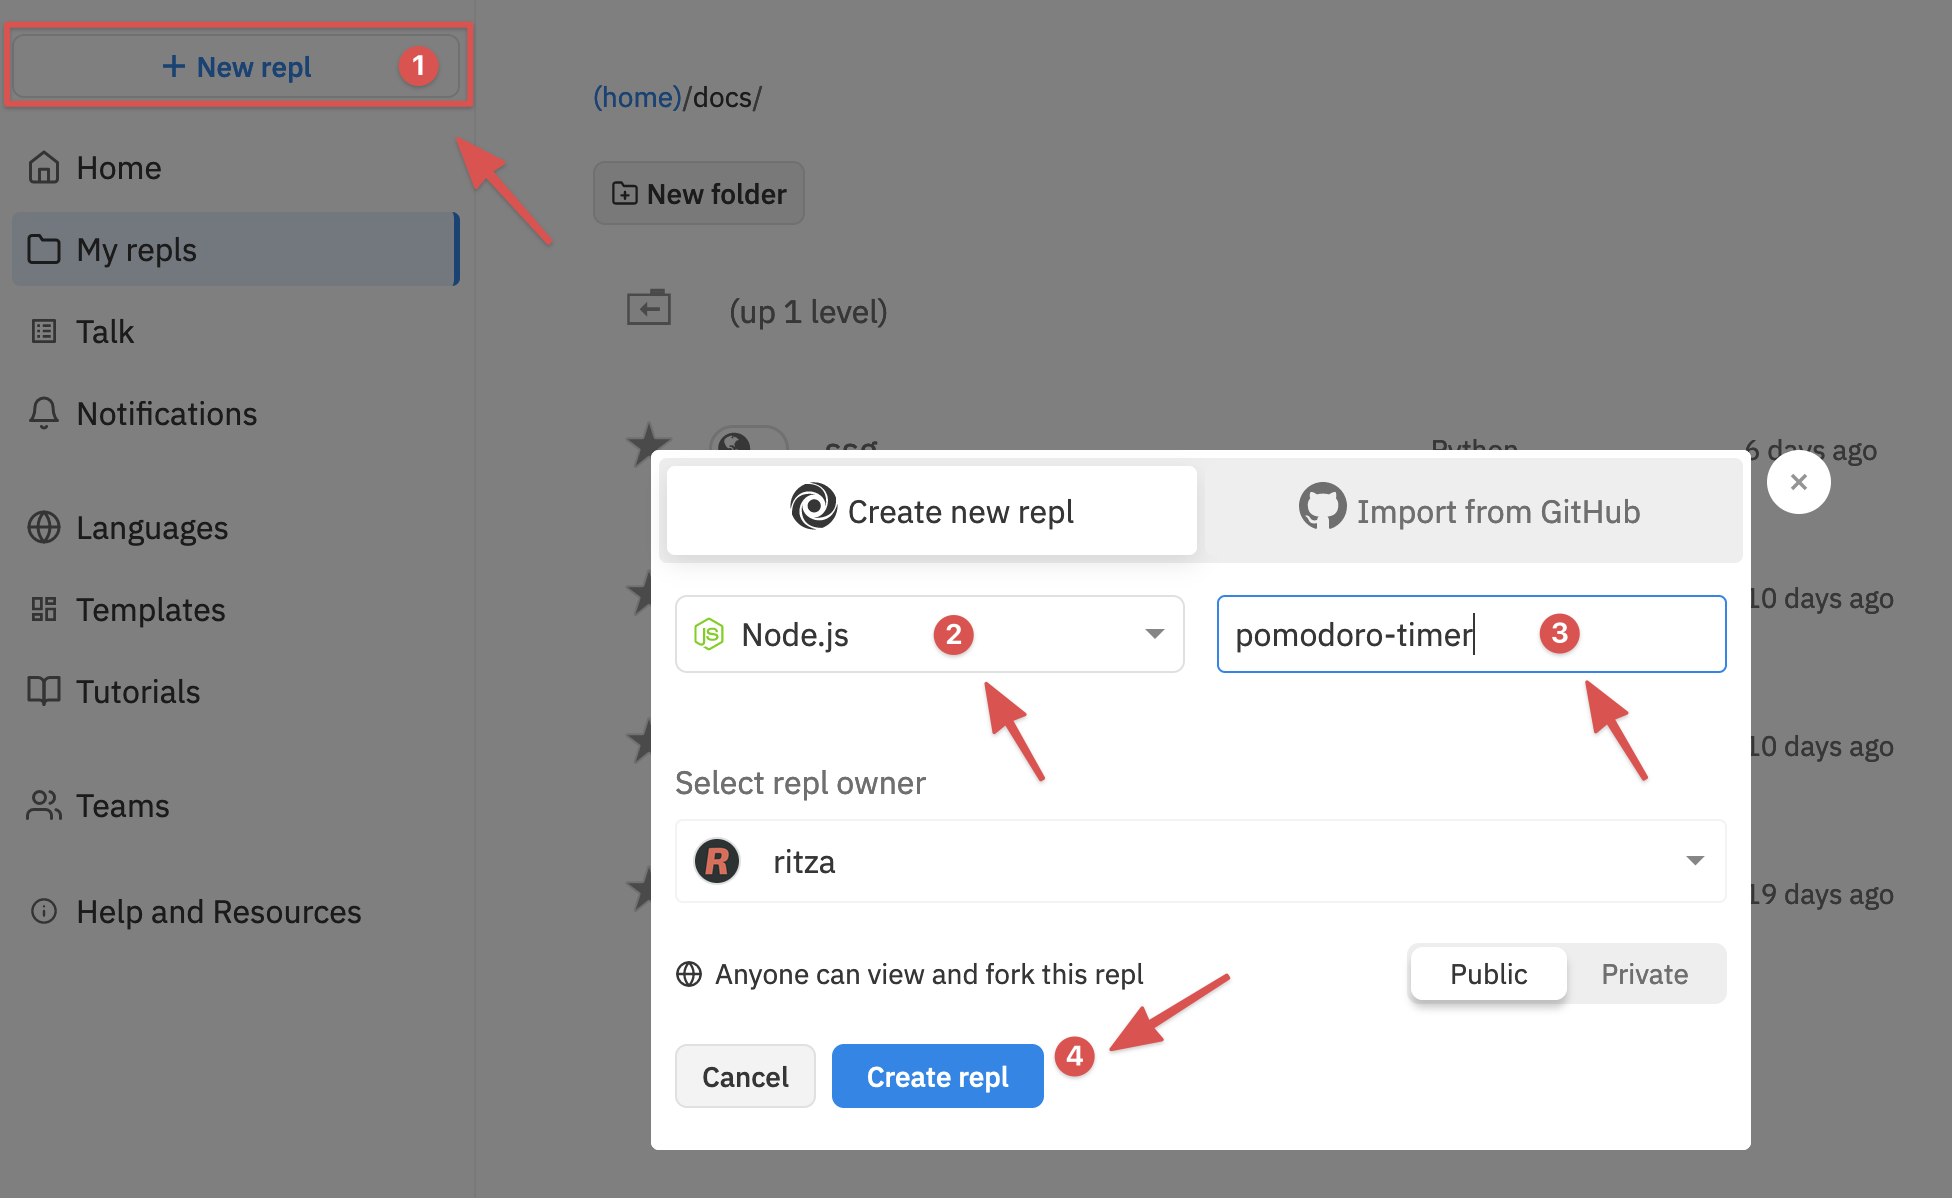 + New repl 1
Home
My repls
Talk
Notifications
Languages
Templates
Tutorials
Teams
Help and Resources
(home)/docs/
New folder
(up 1 level)
ssg Python 6 days ago
10 days ago
10 days ago
19 days ago
Create new repl
Import from GitHub
JS Node.js 2
pomodoro-timer 3
Select repl owner
R ritza
Anyone can view and fork this repl
Public
Private
Cancel
Create repl
4